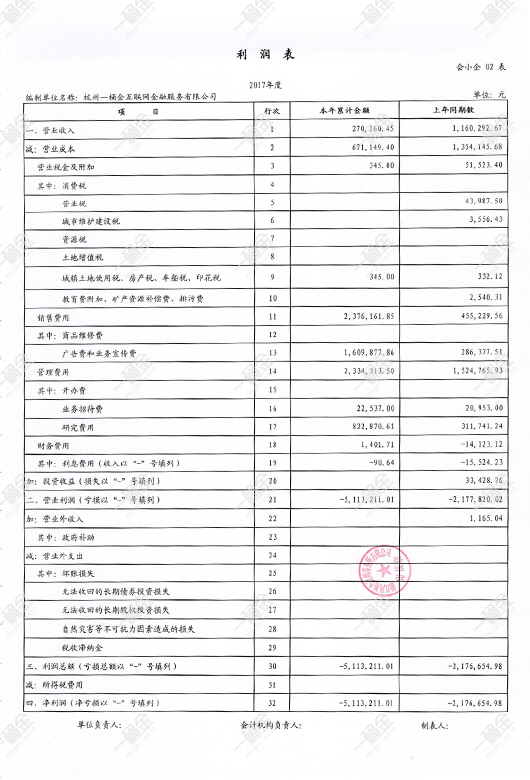 利 润 表
会小企 02 表
2017年度
编制单位名称：杭州一桶金互联网金融服务有限公司 单位：元
项 目 行次 本年累计金额 上年同期数
一、营业收入 1 270,160.45 1,160,292.67
减：营业成本 2 671,149.40 1,354,145.68
营业税金及附加 3 345.00 51,523.40
其中：消费税 4
营业税 5 43,987.50
城市维护建设税 6 3,556.43
资源税 7
土地增值税 8
城镇土地使用税、房产税、车船税、印花税 9 345.00 332.12
教育费附加、矿产资源补偿费、排污费 10 2,540.31
销售费用 11 2,376,161.85 455,229.56
其中：商品维修费 12
广告费和业务宣传费 13 1,609,877.86 286,377.51
管理费用 14 2,334,313.50 1,524,765.93
其中：开办费 15
业务招待费 16 22,537.00 20,953.00
研究费用 17 822,870.61 311,741.24
财务费用 18 1,401.71 -14,123.12
其中：利息费用（收入以“-”号填列） 19 -90.64 -15,524.23
加：投资收益（损失以“-”号填列） 20 33,428.76
二、营业利润（亏损以“-”号填列） 21 -5,113,211.01 -2,177,820.02
加：营业外收入 22 1,165.04
其中：政府补助 23
减：营业外支出 24
其中：坏账损失 25
无法收回的长期债券投资损失 26
无法收回的长期股权投资损失 27
自然灾害等不可抗力因素造成的损失 28
税收滞纳金 29
三、利润总额（亏损总额以“-”号填列） 30 -5,113,211.01 -2,176,654.98
减：所得税费用 31
四、净利润（净亏损以“-”号填列） 32 -5,113,211.01 -2,176,654.98
单位负责人： 会计机构负责人： 制表人：